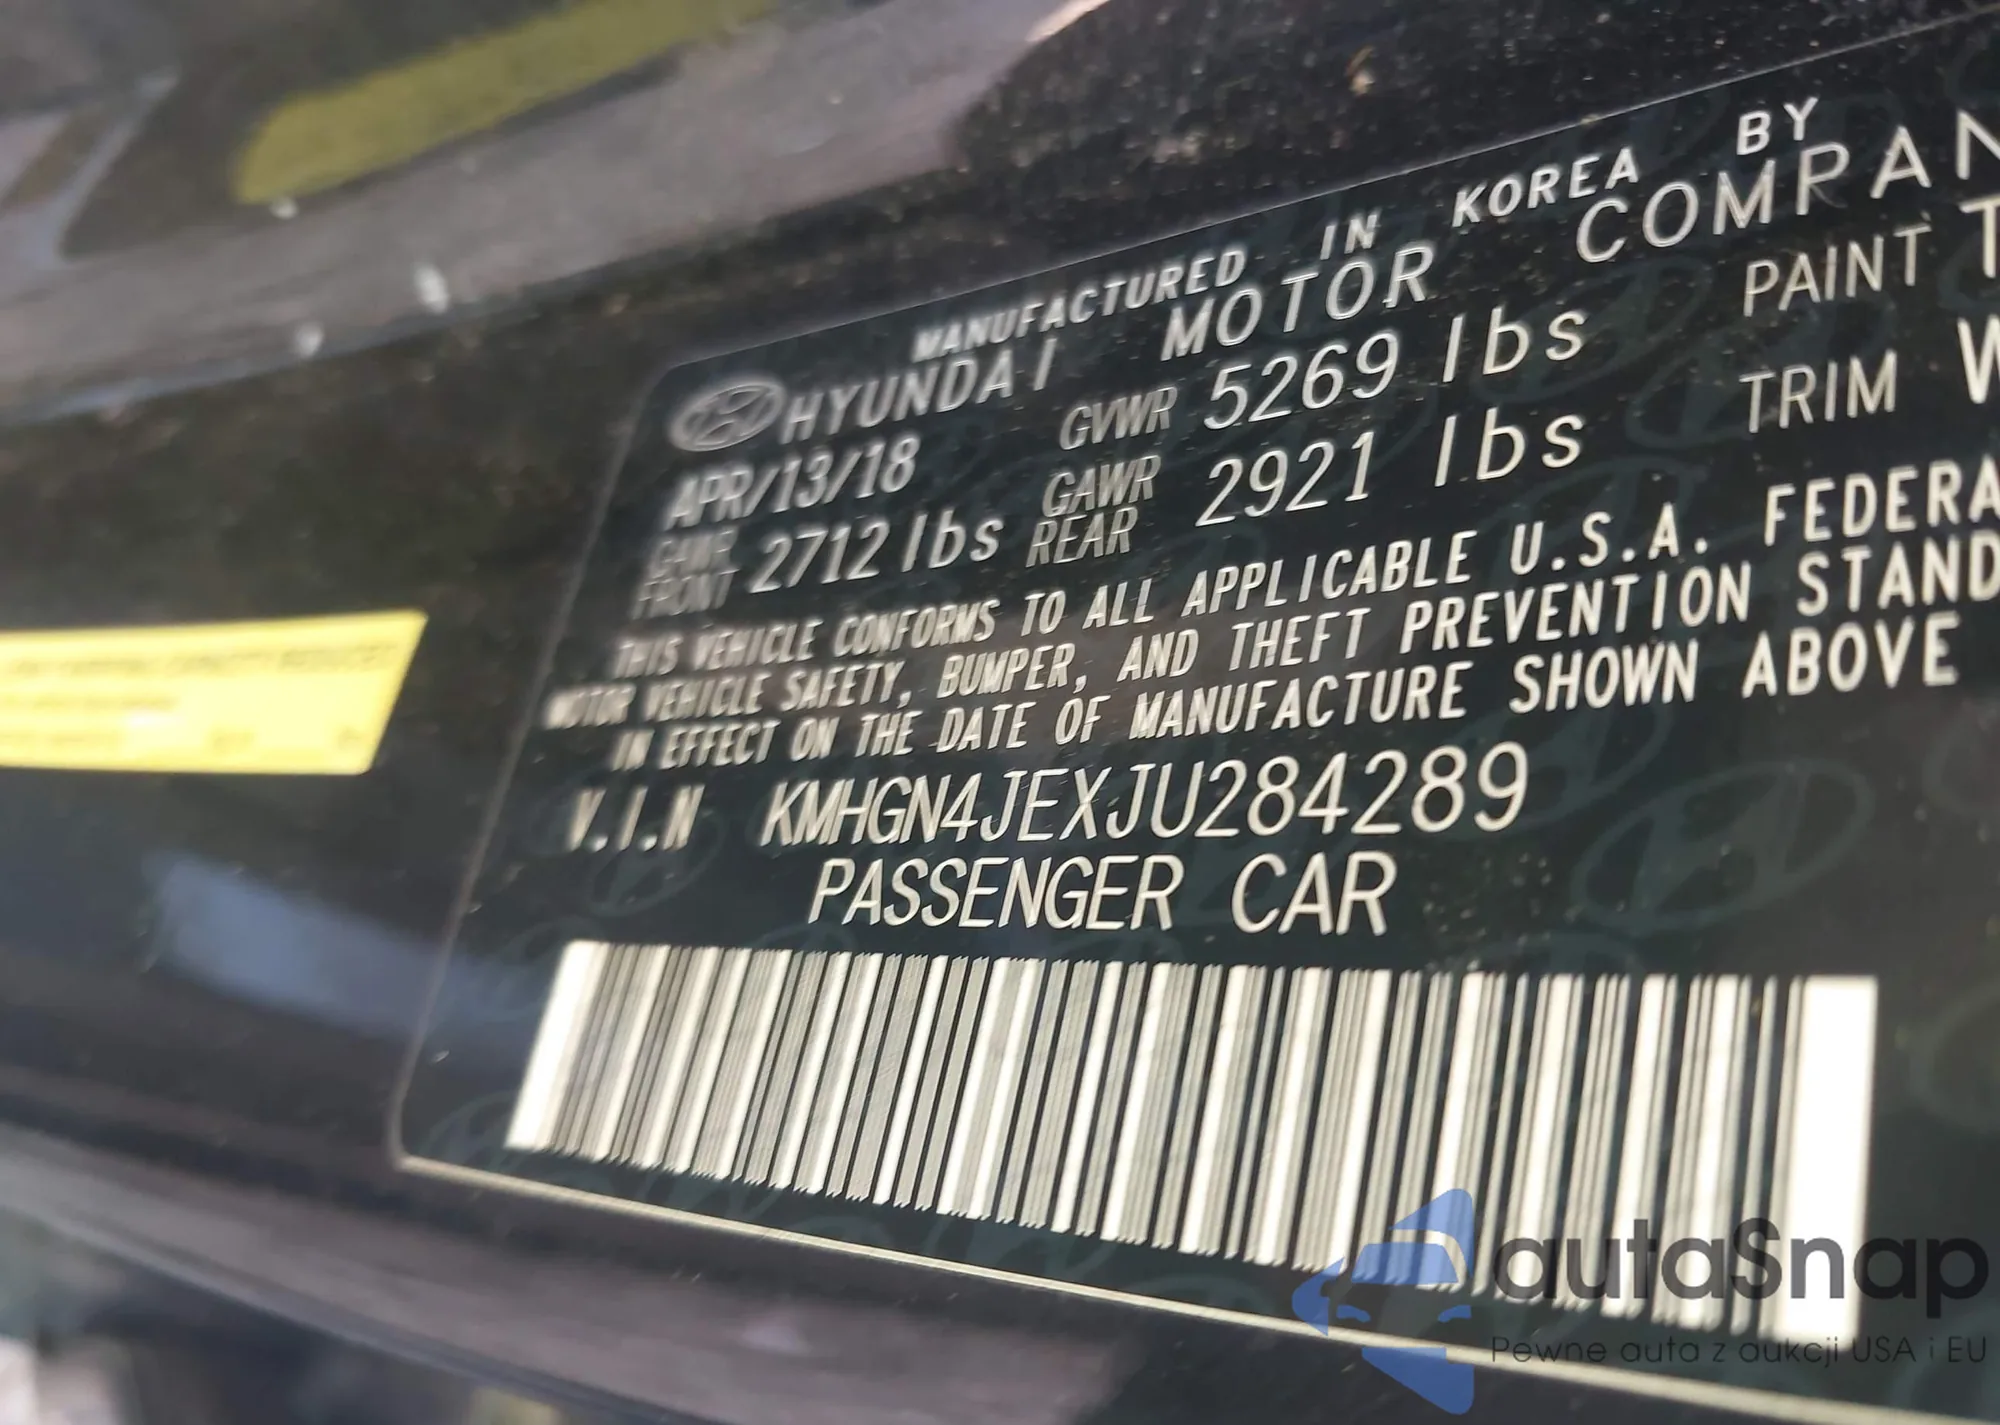 MANUFACTURED IN KOREA BY
HYUNDAI MOTOR COMPAN
APR/13/18 GVWR 5269 lbs PAINT T
GAWR FRONT 2712 lbs GAWR REAR 2921 lbs TRIM W
THIS VEHICLE CONFORMS TO ALL APPLICABLE U.S.A. FEDERA
MOTOR VEHICLE SAFETY, BUMPER, AND THEFT PREVENTION STAND
IN EFFECT ON THE DATE OF MANUFACTURE SHOWN ABOVE
V.I.N KMHGN4JEXJU284289
PASSENGER CAR
autaSnap
Pewne auta z aukcji USA i EU